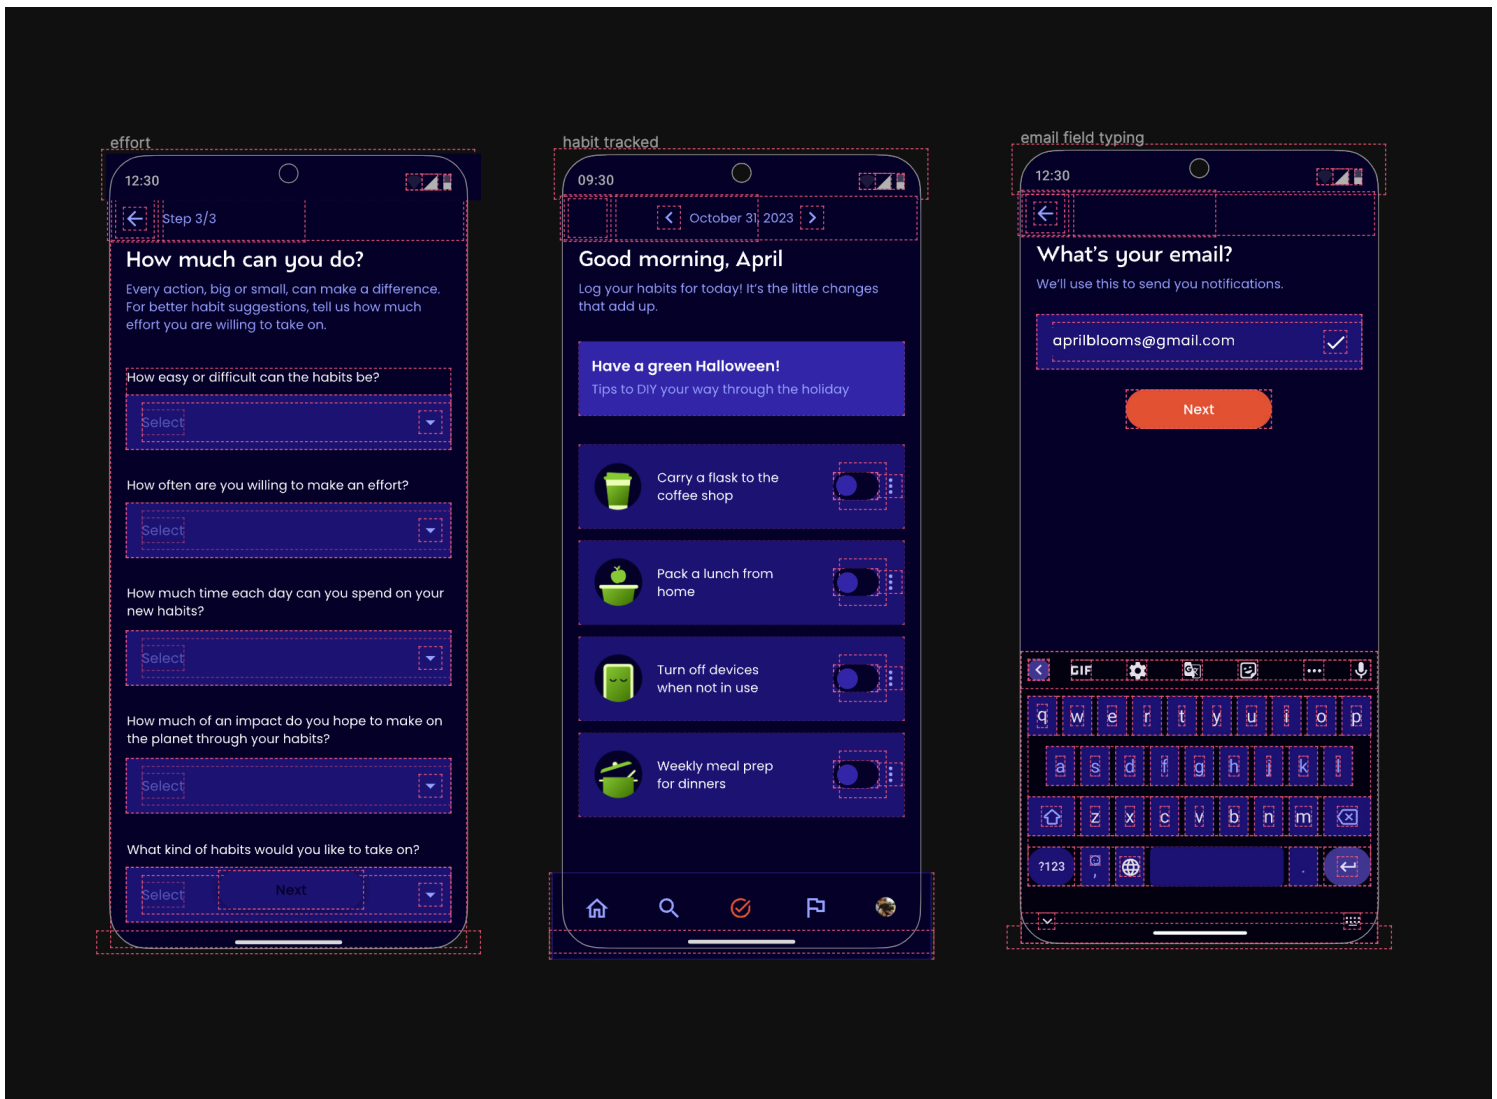 effort
12:30
Step 3/3
How much can you do?
Every action, big or small, can make a difference.
For better habit suggestions, tell us how much
effort you are willing to take on.
How easy or difficult can the habits be?
Select
How often are you willing to make an effort?
Select
How much time each day can you spend on your
new habits?
Select
How much of an impact do you hope to make on
the planet through your habits?
Select
What kind of habits would you like to take on?
Select
Next
habit tracked
09:30
October 31, 2023
Good morning, April
Log your habits for today! It's the little changes
that add up.
Have a green Halloween!
Tips to DIY your way through the holiday
Carry a flask to the
coffee shop
Pack a lunch from
home
Turn off devices
when not in use
Weekly meal prep
for dinners
email field typing
12:30
What's your email?
We'll use this to send you notifications.
aprilblooms@gmail.com
Next
GIF
q w e r t y u i o p
a s d f g h j k l
z x c v b n m
?123 , .